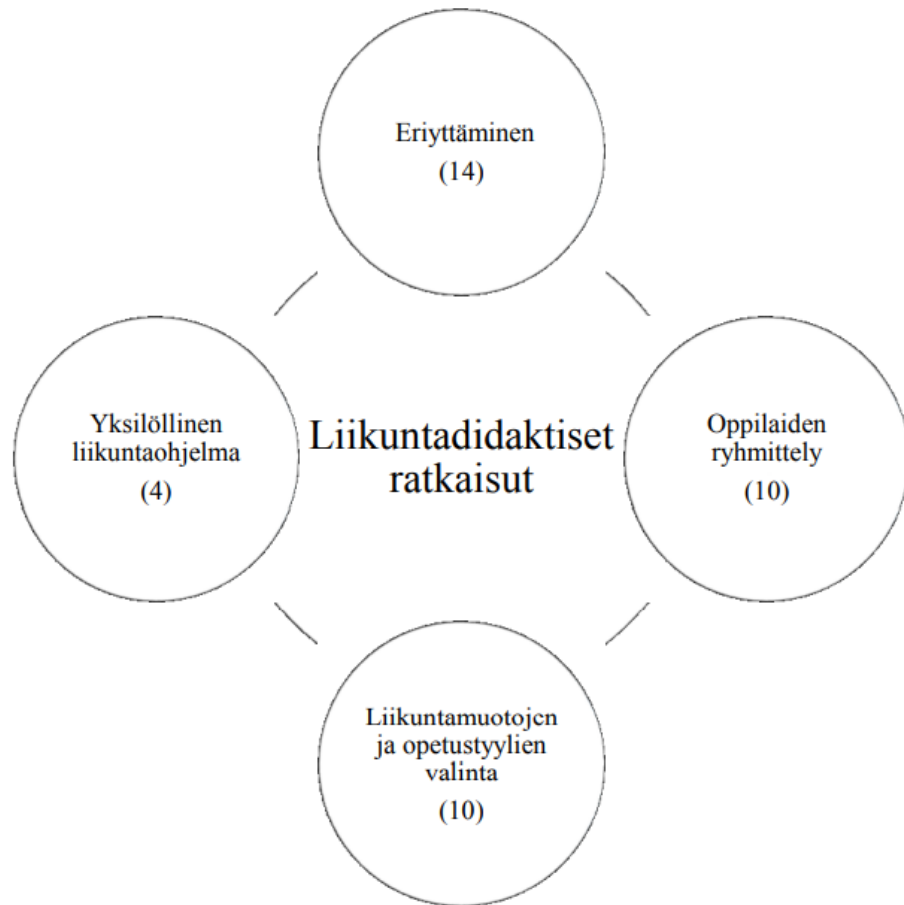 Eriyttäminen
(14)
Yksilöllinen
liikuntaohjelma
(4)
Liikuntadidaktiset
ratkaisut
Oppilaiden
ryhmittely
(10)
Liikuntamuotojen
ja opetustyylien
valinta
(10)